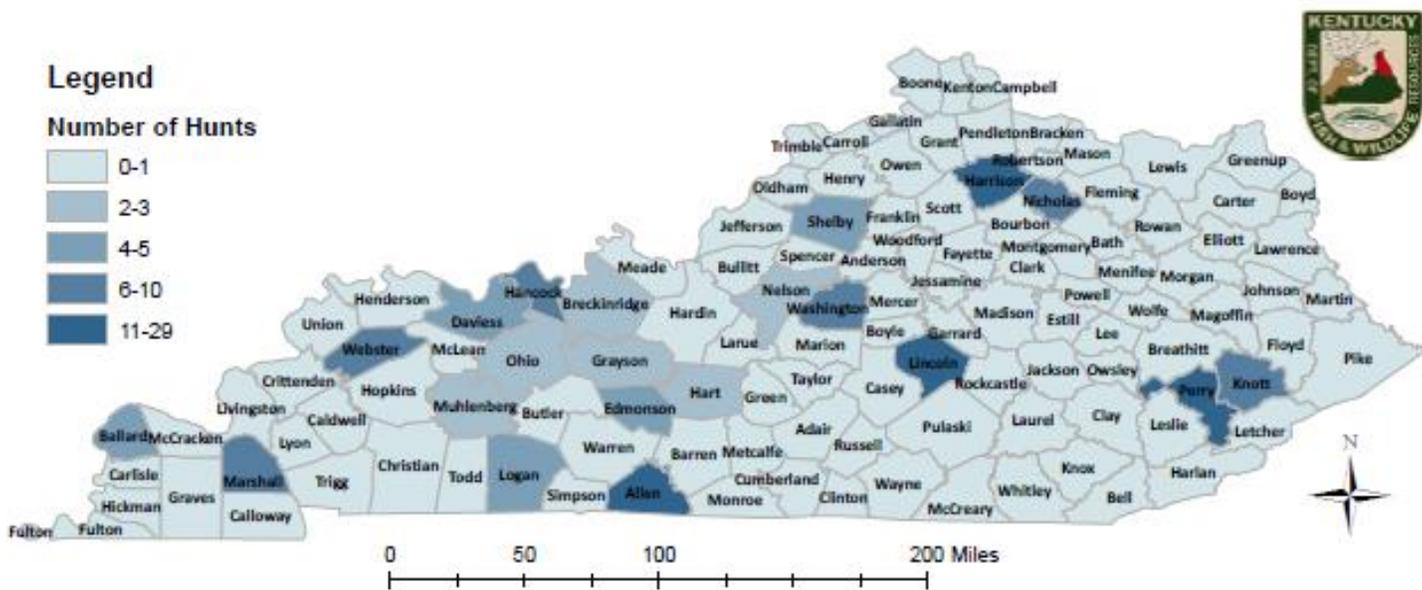 Legend
Number of Hunts
0-1
2-3
4-5
6-10
11-29
KENTUCKY
DEPT OF
FISH & WILDLIFE
RESOURCES
Boone Kenton Campbell
Gallatin
Trimble Carroll Grant Pendleton Bracken
Owen Robertson Mason Lewis Greenup
Oldham Henry Harrison Nicholas Fleming Carter Boyd
Jefferson Shelby Franklin Scott Bourbon Rowan
Woodford Montgomery Bath Elliott Lawrence
Meade Bullitt Spencer Anderson Fayette Clark Menifee Morgan
Henderson Hancock Breckinridge Nelson Jessamine Johnson
Union Daviess Hardin Washington Mercer Madison Powell Wolfe Magoffin Martin
Webster McLean Ohio Grayson Larue Marion Boyle Garrard Estill Lee Breathitt Floyd Pike
Crittenden Hopkins Lincoln Rockcastle Jackson Owsley Perry Knott
Livingston Caldwell Muhlenberg Butler Edmonson Hart Green Taylor Casey
Ballard McCracken Lyon Warren Barren Metcalfe Adair Russell Pulaski Laurel Clay Leslie Letcher
Carlisle Marshall Trigg Christian Todd Logan Simpson Allen Monroe Cumberland Clinton Wayne Whitley Knox Harlan
Hickman Graves Calloway McCreary Bell
Fulton Fulton
N
0 50 100 200 Miles